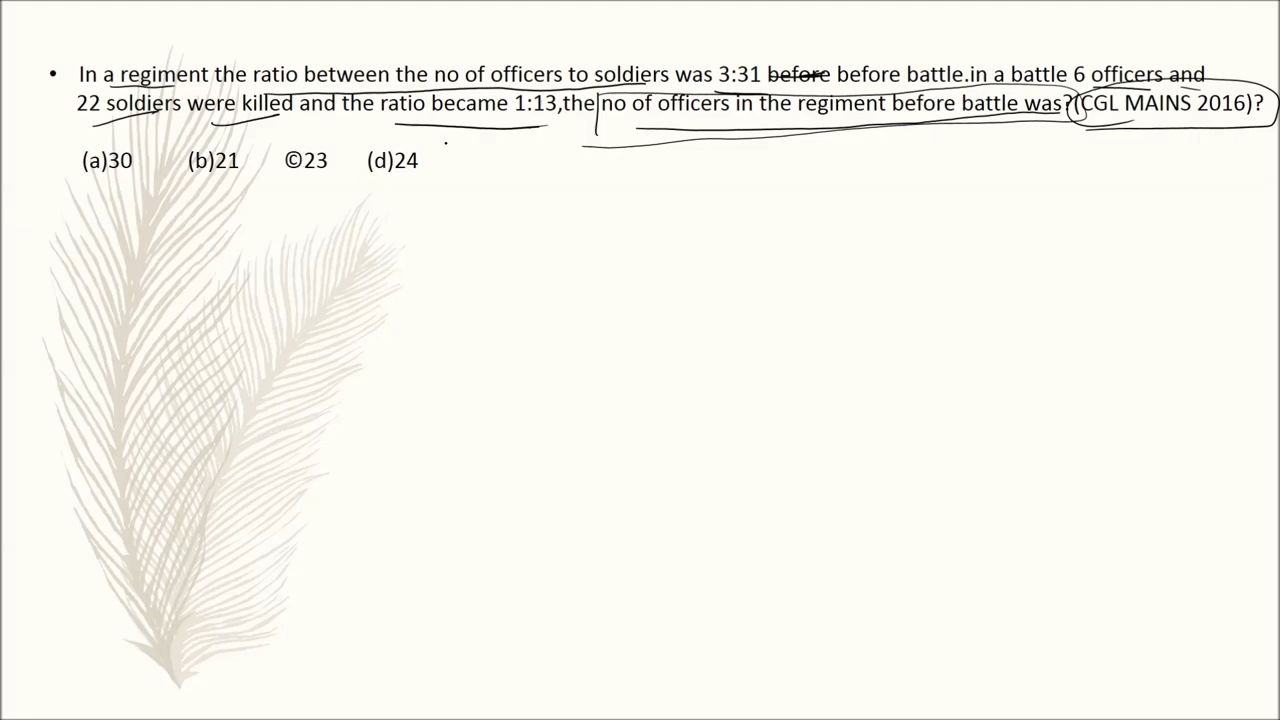 • In a regiment the ratio between the no of officers to soldiers was 3:31 before before battle.in a battle 6 officers and
22 soldiers were killed and the ratio became 1:13,the no of officers in the regiment before battle was?(CGL MAINS 2016)?
(a)30 (b)21 ©23 (d)24